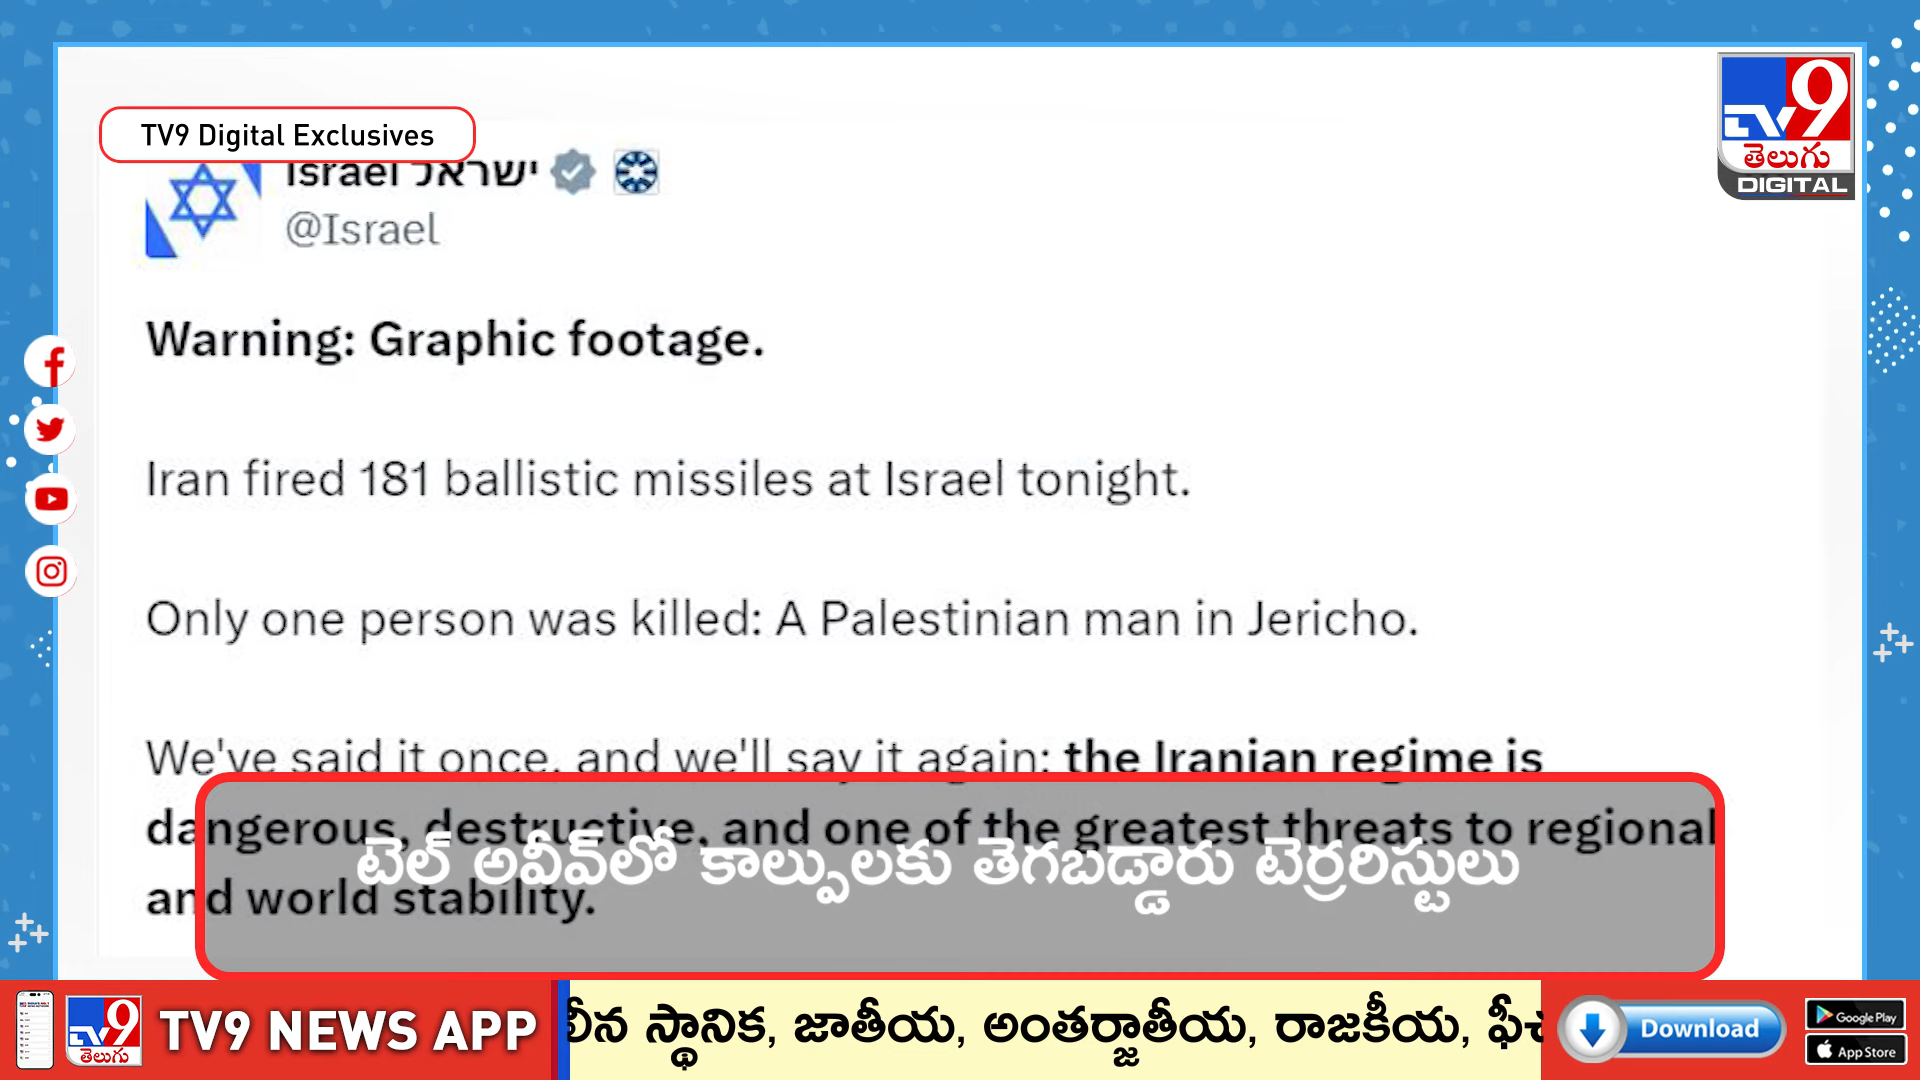 TV9 Digital Exclusives
TV9
తెలుగు
DIGITAL
Israel ישראל
@Israel
Warning: Graphic footage.
Iran fired 181 ballistic missiles at Israel tonight.
Only one person was killed: A Palestinian man in Jericho.
We've said it once, and we'll say it again: the Iranian regime is
dangerous, destructive, and one of the greatest threats to regional
and world stability.
టెల్ అవీవ్‌లో కాల్పులకు తెగబడ్డారు టెర్రరిస్టులు
TV9
తెలుగు
TV9 NEWS APP
స్థానిక, జాతీయ, అంతర్జాతీయ, రాజకీయ,
Download
Google Play
App Store